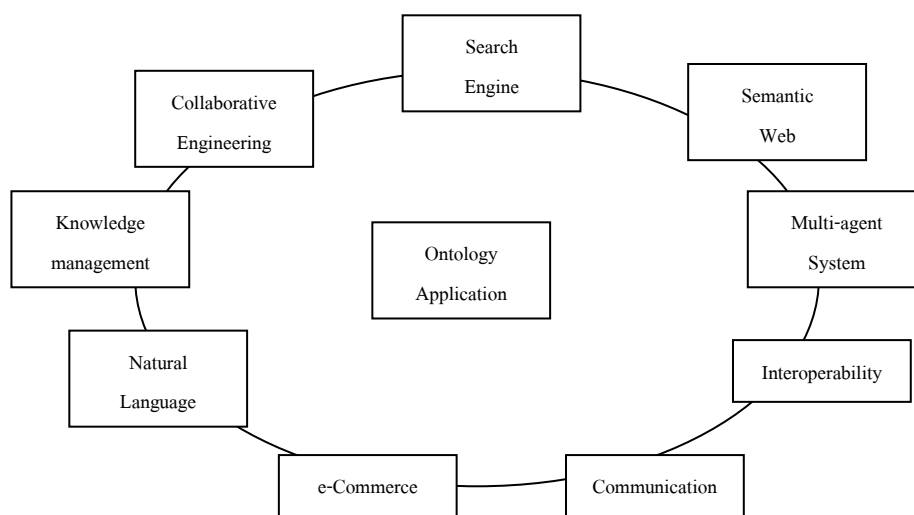 Search
Engine
Collaborative
Engineering
Semantic
Web
Knowledge
management
Multi-agent
System
Ontology
Application
Natural
Language
Interoperability
e-Commerce
Communication